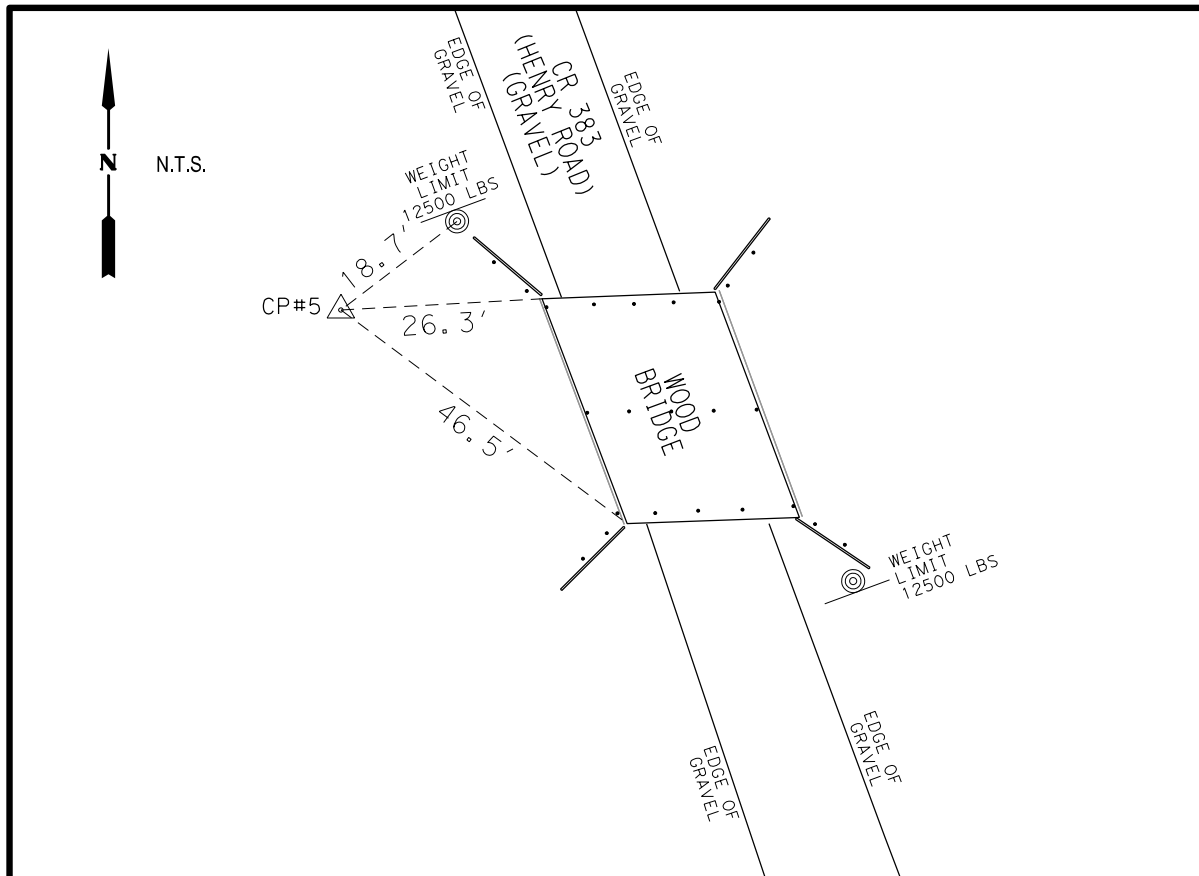 EDGE OF
GRAVEL
CR 383
(HENRY ROAD)
(GRAVEL)
EDGE OF
GRAVEL
N
N.T.S.
WEIGHT
LIMIT
12500 LBS
18.7'
CP#5
26.3'
46.5'
WOOD
BRIDGE
WEIGHT
LIMIT
12500 LBS
EDGE OF
GRAVEL
EDGE OF
GRAVEL